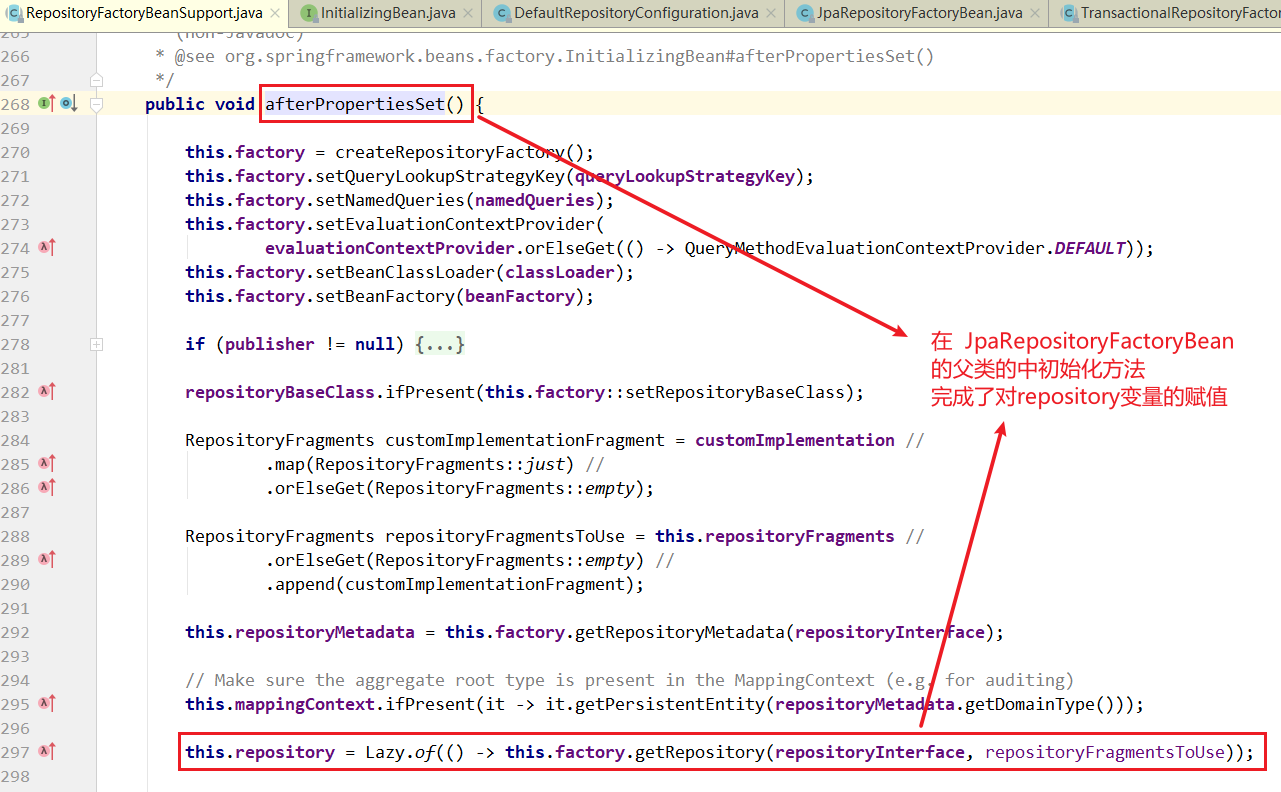 RepositoryFactoryBeanSupport.java × InitializingBean.java × DefaultRepositoryConfiguration.java × JpaRepositoryFactoryBean.java × TransactionalRepositoryFactor
265 (non-Javadoc)
266 * @see org.springframework.beans.factory.InitializingBean#afterPropertiesSet()
267 */
268 public void afterPropertiesSet() {
269
270 this.factory = createRepositoryFactory();
271 this.factory.setQueryLookupStrategyKey(queryLookupStrategyKey);
272 this.factory.setNamedQueries(namedQueries);
273 this.factory.setEvaluationContextProvider(
274 evaluationContextProvider.orElseGet(() -> QueryMethodEvaluationContextProvider.DEFAULT));
275 this.factory.setBeanClassLoader(classLoader);
276 this.factory.setBeanFactory(beanFactory);
277
278 if (publisher != null) {...}
281
282 repositoryBaseClass.ifPresent(this.factory::setRepositoryBaseClass);
283
284 RepositoryFragments customImplementationFragment = customImplementation //
285 .map(RepositoryFragments::just) //
286 .orElseGet(RepositoryFragments::empty);
287
288 RepositoryFragments repositoryFragmentsToUse = this.repositoryFragments //
289 .orElseGet(RepositoryFragments::empty) //
290 .append(customImplementationFragment);
291
292 this.repositoryMetadata = this.factory.getRepositoryMetadata(repositoryInterface);
293
294 // Make sure the aggregate root type is present in the MappingContext (e.g. for auditing)
295 this.mappingContext.ifPresent(it -> it.getPersistentEntity(repositoryMetadata.getDomainType()));
296
297 this.repository = Lazy.of(() -> this.factory.getRepository(repositoryInterface, repositoryFragmentsToUse));
298
在 JpaRepositoryFactoryBean
的父类的中初始化方法
完成了对repository变量的赋值